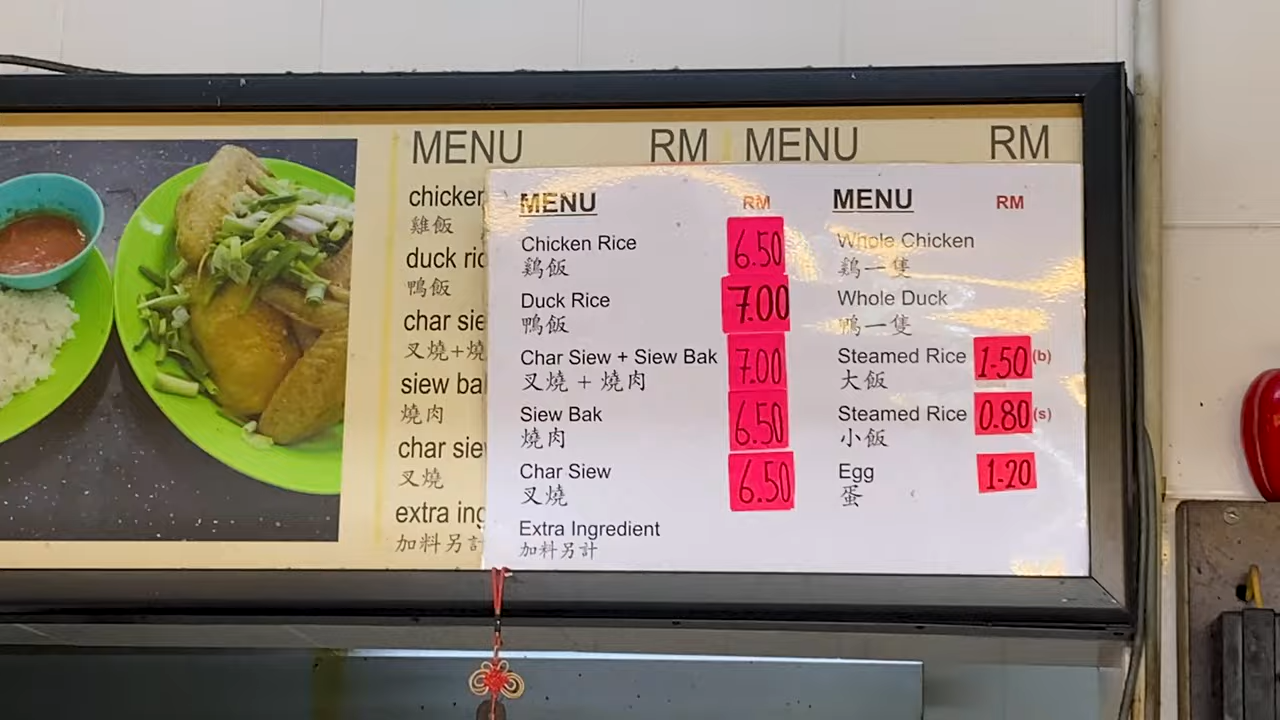 MENU RM MENU RM
chicken
雞飯
duck ric
鴨飯
char sie
叉燒+燒
siew bak
燒肉
char siew
叉燒
extra ing
加料另計
MENU RM
Chicken Rice 6.50
鷄飯
Duck Rice 7.00
鴨飯
Char Siew + Siew Bak 7.00
叉燒 + 燒肉
Siew Bak 6.50
燒肉
Char Siew 6.50
叉燒
Extra Ingredient
加料另計
MENU RM
Whole Chicken
鷄一隻
Whole Duck
鴨一隻
Steamed Rice 1.50 (b)
大飯
Steamed Rice 0.80 (s)
小飯
Egg 1.20
蛋